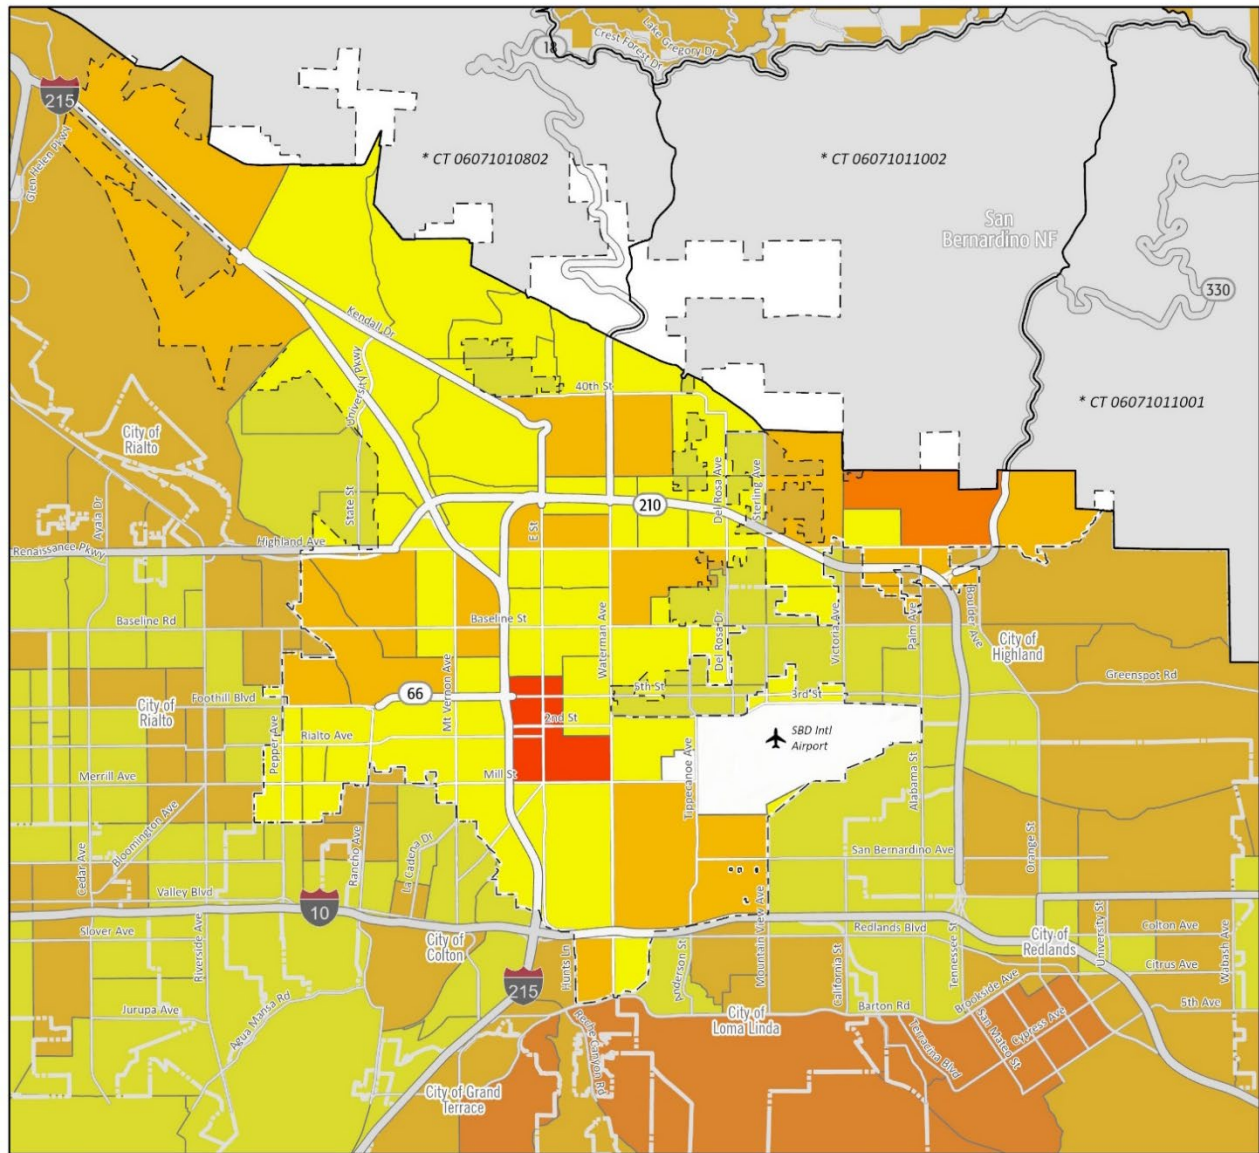 Lake Gregory Dr
18
Crest Forest Dr
215
Glen Helen Pkwy
* CT 06071010802
* CT 06071011002
San
Bernardino NF
330
Kendall Dr
University Pkwy
40th St
* CT 06071011001
City of
Rialto
Ayala Dr
State St
Del Rosa Ave
Sterling Ave
210
E St
Highland Ave
Renaissance Pkwy
Baseline Rd
Baseline St
Waterman Ave
Del Rosa Dr
Victoria Ave
Palm Ave
Boulder Ave
City of
Highland
Greenspot Rd
Foothill Blvd
66
Mt Vernon Ave
5th St
3rd St
City of
Rialto
Pepper Ave
Rialto Ave
2nd St
SBD Intl
Airport
Merrill Ave
Mill St
Tippecanoe Ave
Alabama St
Cedar Ave
Bloomington Ave
Rancho Ave
La Cadena Dr
San Bernardino Ave
Orange St
Valley Blvd
10
Mountain View Ave
Slover Ave
Riverside Ave
City of
Colton
Hunts Ln
Anderson St
California St
Redlands Blvd
Tennessee St
City of
Redlands
University St
Colton Ave
Wabash Ave
Citrus Ave
215
Jurupa Ave
Agua Mansa Rd
Reche Canyon Rd
City of
Loma Linda
Barton Rd
Terracina Blvd
Brookside Ave
San Mateo St
Cypress Ave
5th Ave
City of Grand
Terrace